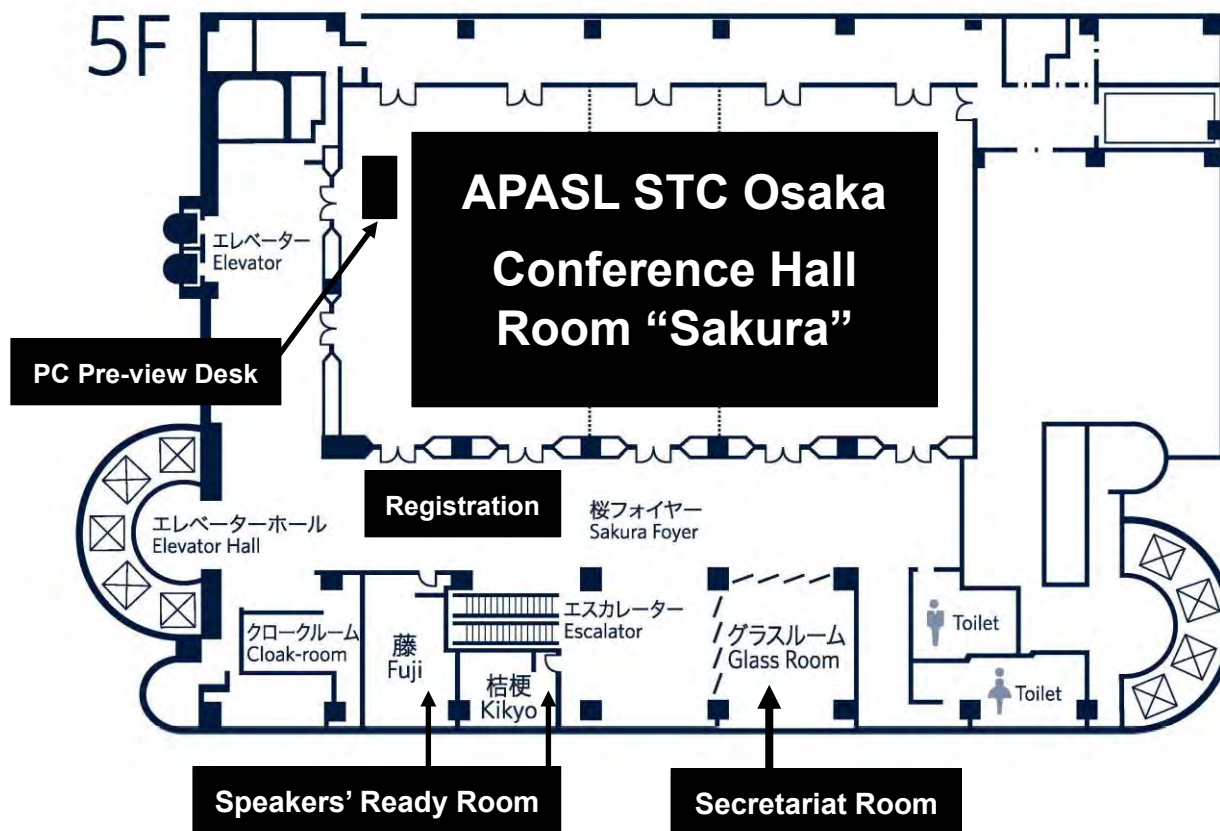 5F
APASL STC Osaka
Conference Hall
Room “Sakura”
エレベーター
Elevator
PC Pre-view Desk
Registration
桜フォイヤー
Sakura Foyer
エレベーターホール
Elevator Hall
クロークルーム
Cloak-room
藤
Fuji
エスカレーター
Escalator
桔梗
Kikyo
グラスルーム
Glass Room
Toilet
Toilet
Speakers’ Ready Room
Secretariat Room